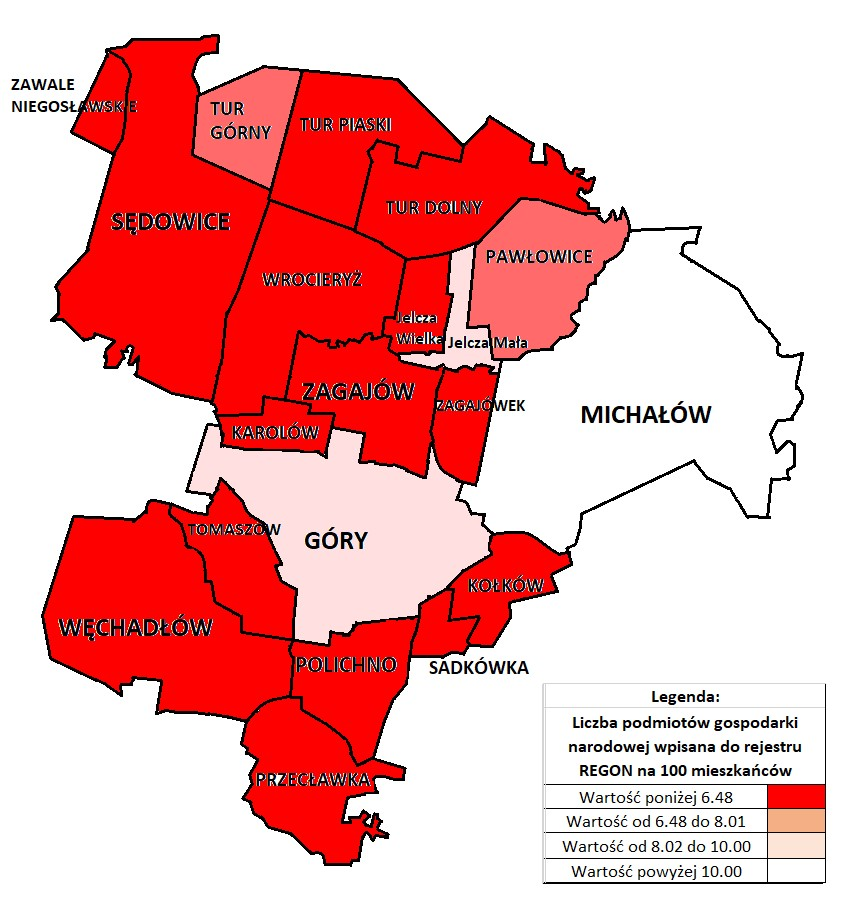 ZAWALE
NIEGOSŁAWSKIE
TUR
GÓRNY
TUR PIASKI
SĘDOWICE
TUR DOLNY
PAWŁOWICE
WROCIERYŻ
Jelcza
Wielka
Jelcza Mała
ZAGAJÓW
ZAGAJÓWEK
MICHAŁÓW
KAROLÓW
TOMASZÓW
GÓRY
KOŁKÓW
WĘCHADŁÓW
POLICHNO
SADKÓWKA
PRZECŁAWKA
Legenda:
Liczba podmiotów gospodarki
narodowej wpisana do rejestru
REGON na 100 mieszkańców
Wartość poniżej 6.48
Wartość od 6.48 do 8.01
Wartość od 8.02 do 10.00
Wartość powyżej 10.00